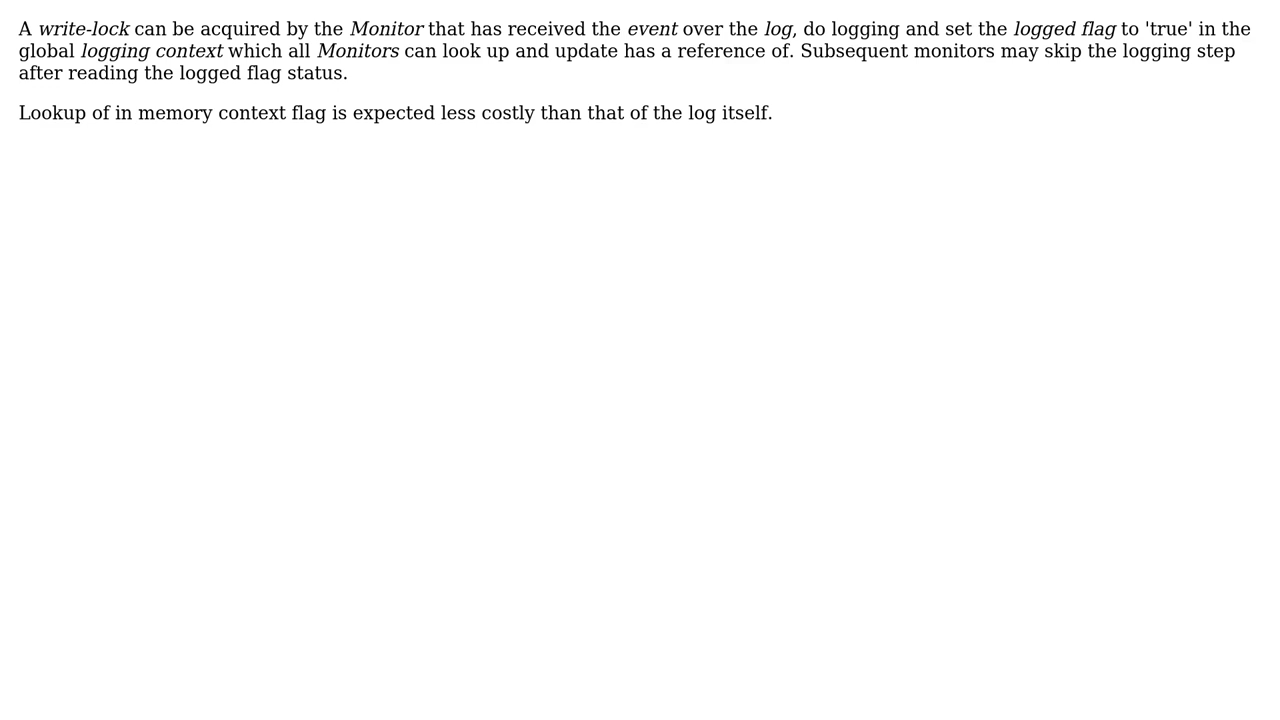 A write-lock can be acquired by the Monitor that has received the event over the log, do logging and set the logged flag to 'true' in the
global logging context which all Monitors can look up and update has a reference of. Subsequent monitors may skip the logging step
after reading the logged flag status.
Lookup of in memory context flag is expected less costly than that of the log itself.